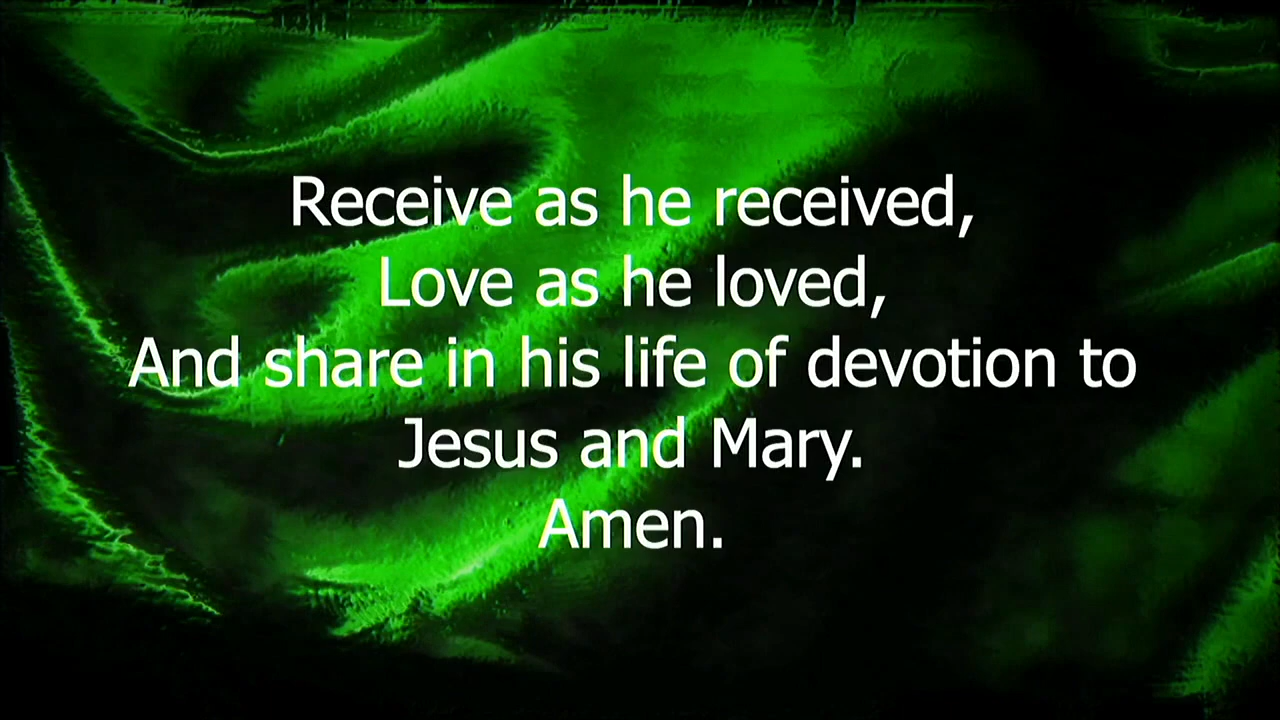 Receive as he received,
Love as he loved,
And share in his life of devotion to
Jesus and Mary.
Amen.